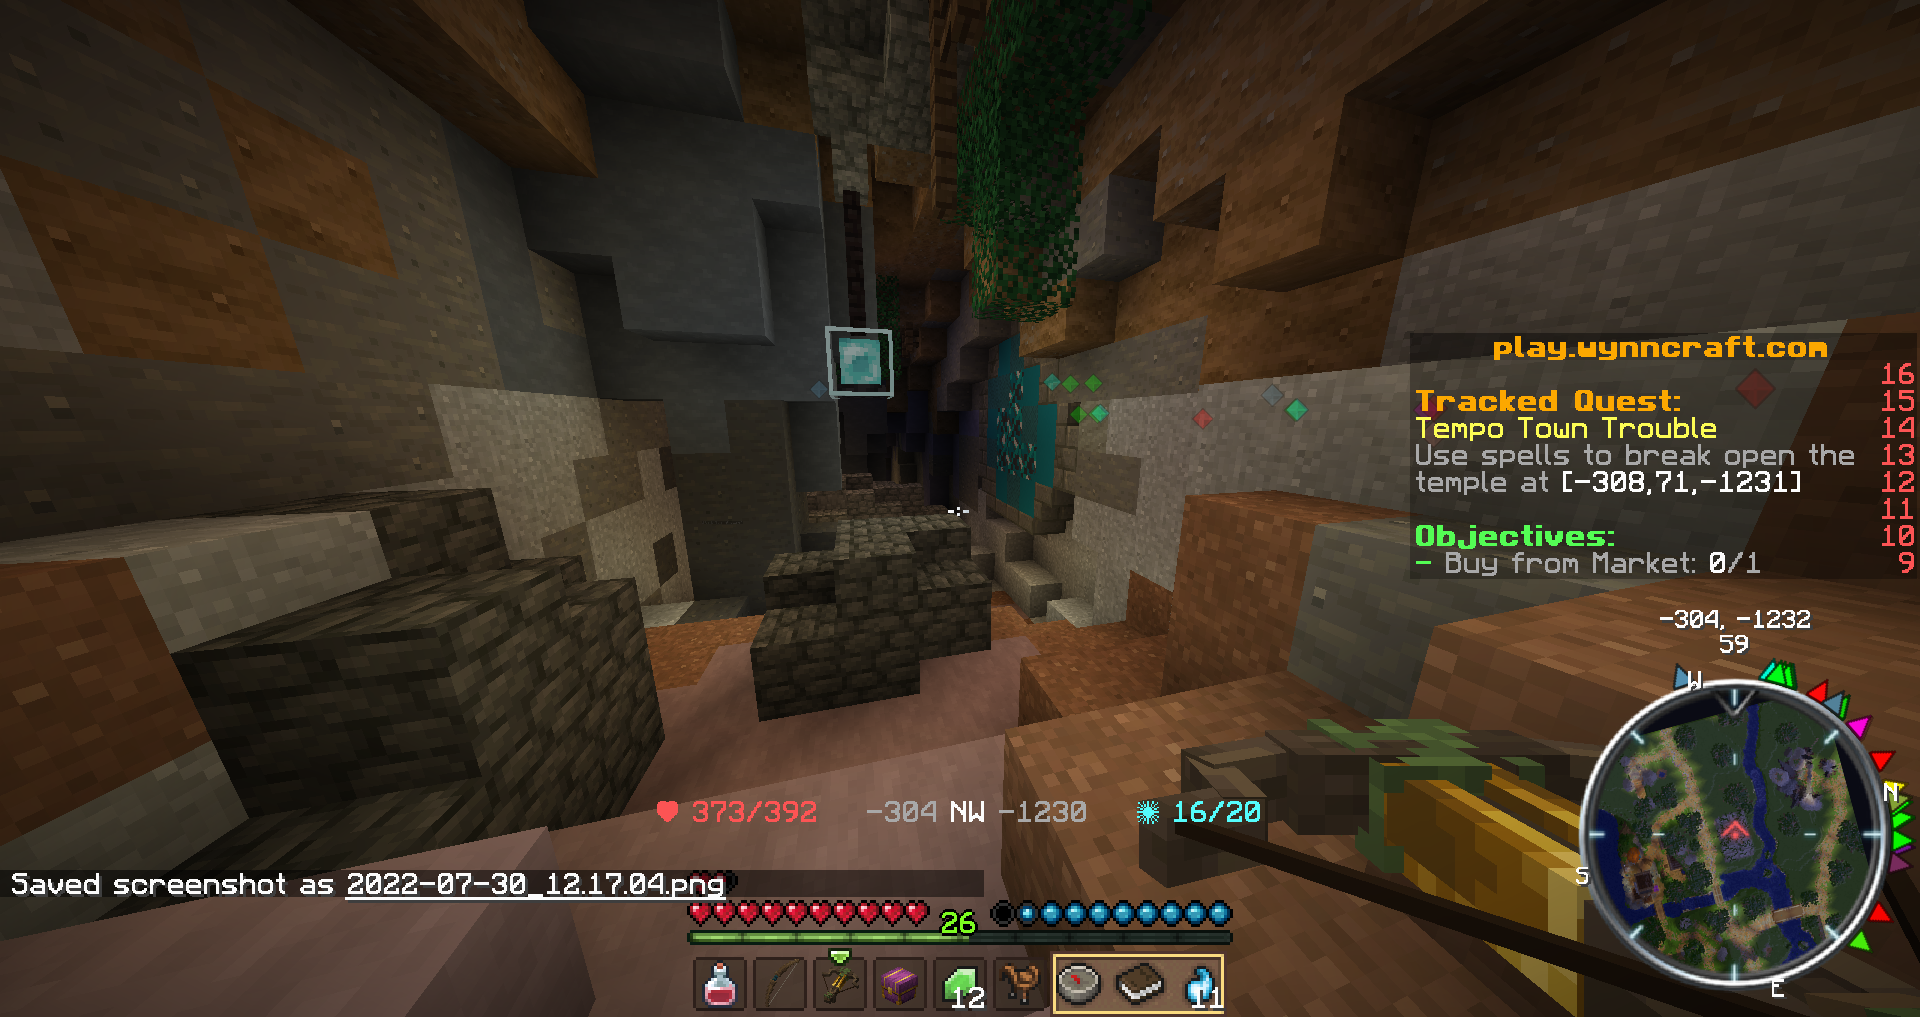 play.wynncraft.com
16
Tracked Quest: 15
Tempo Town Trouble 14
Use spells to break open the 13
temple at [-308,71,-1231] 12
11
Objectives: 10
- Buy from Market: 0/1 9
-304, -1232
59
W
N
S
E
373/392 -304 NW -1230 16/20
Saved screenshot as 2022-07-30_12.17.04.png
26
12
11